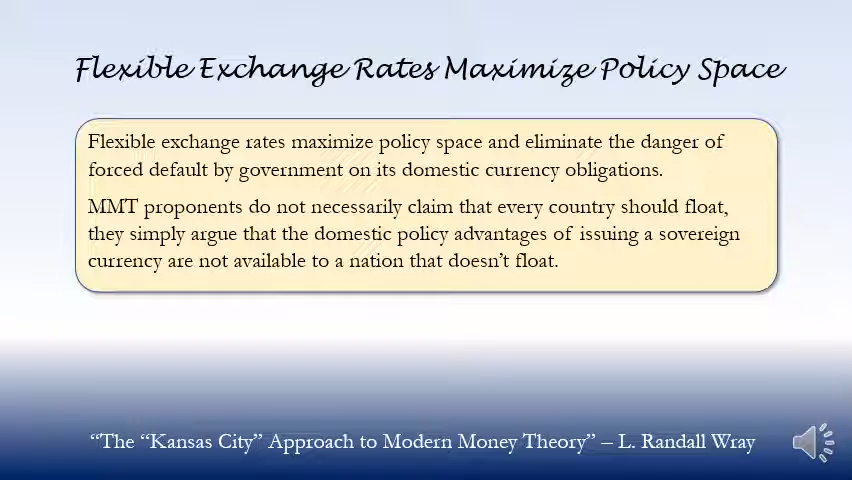 Flexible Exchange Rates Maximize Policy Space
Flexible exchange rates maximize policy space and eliminate the danger of
forced default by government on its domestic currency obligations.
MMT proponents do not necessarily claim that every country should float,
they simply argue that the domestic policy advantages of issuing a sovereign
currency are not available to a nation that doesn’t float.
“The “Kansas City” Approach to Modern Money Theory” – L. Randall Wray